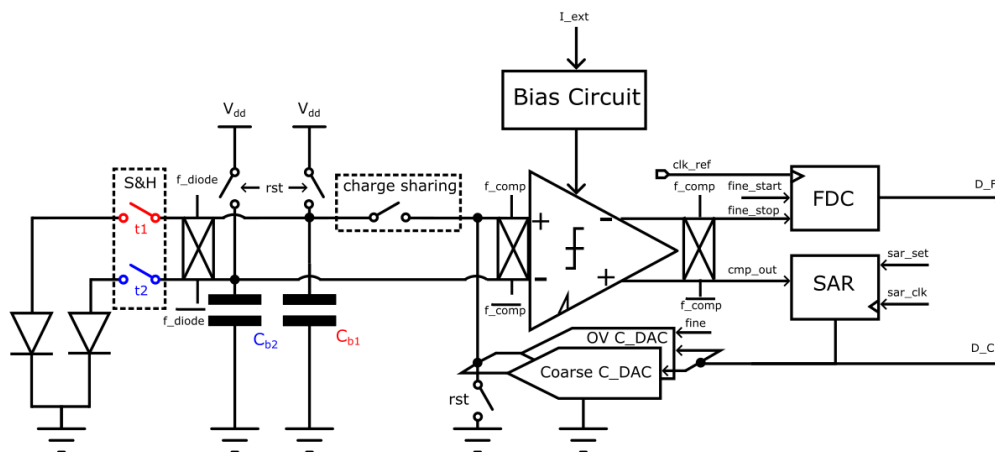 I_ext
Bias Circuit
V_dd
V_dd
S&H
f_diode
rst
charge sharing
f_comp
clk_ref
fine_start
fine_stop
f_comp
FDC
D_F
t1
t2
+
-
-
+
f_diode
f_comp
f_comp
cmp_out
SAR
sar_set
sar_clk
C_b2
C_b1
fine
OV C_DAC
Coarse C_DAC
rst
D_C